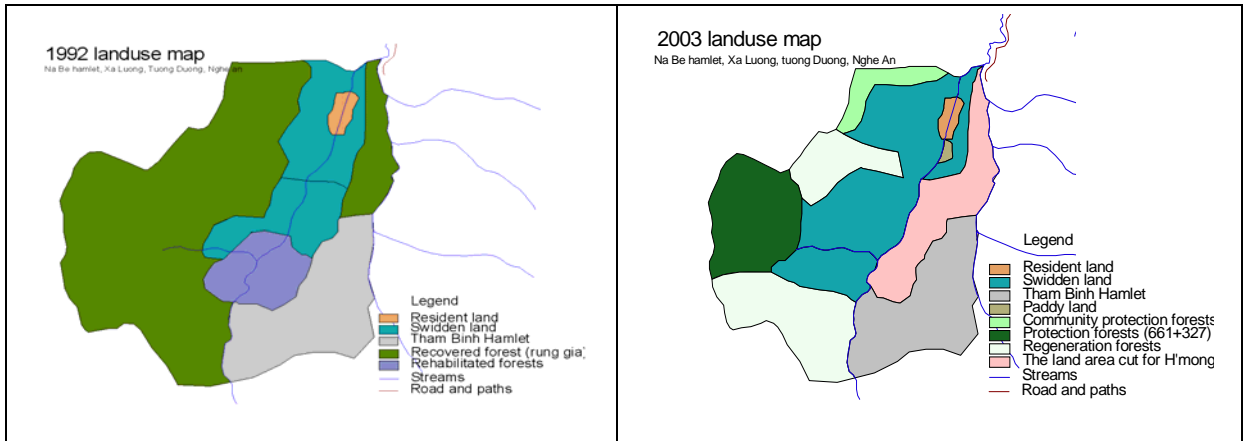 1992 landuse map
Na Be hamlet, Xa Luong, Tuong Duong, Nghe an
Legend
Resident land
Swidden land
Tham Binh Hamlet
Recovered forest (rung gia)
Rehabilitated forests
Streams
Road and paths
2003 landuse map
Na Be hamlet, Xa Luong, tuong Duong, Nghe An
Legend
Resident land
Swidden land
Tham Binh Hamlet
Paddy land
Community protection forests
Protection forests (661+327)
Regeneration forests
The land area cut for H'mong
Streams
Road and paths